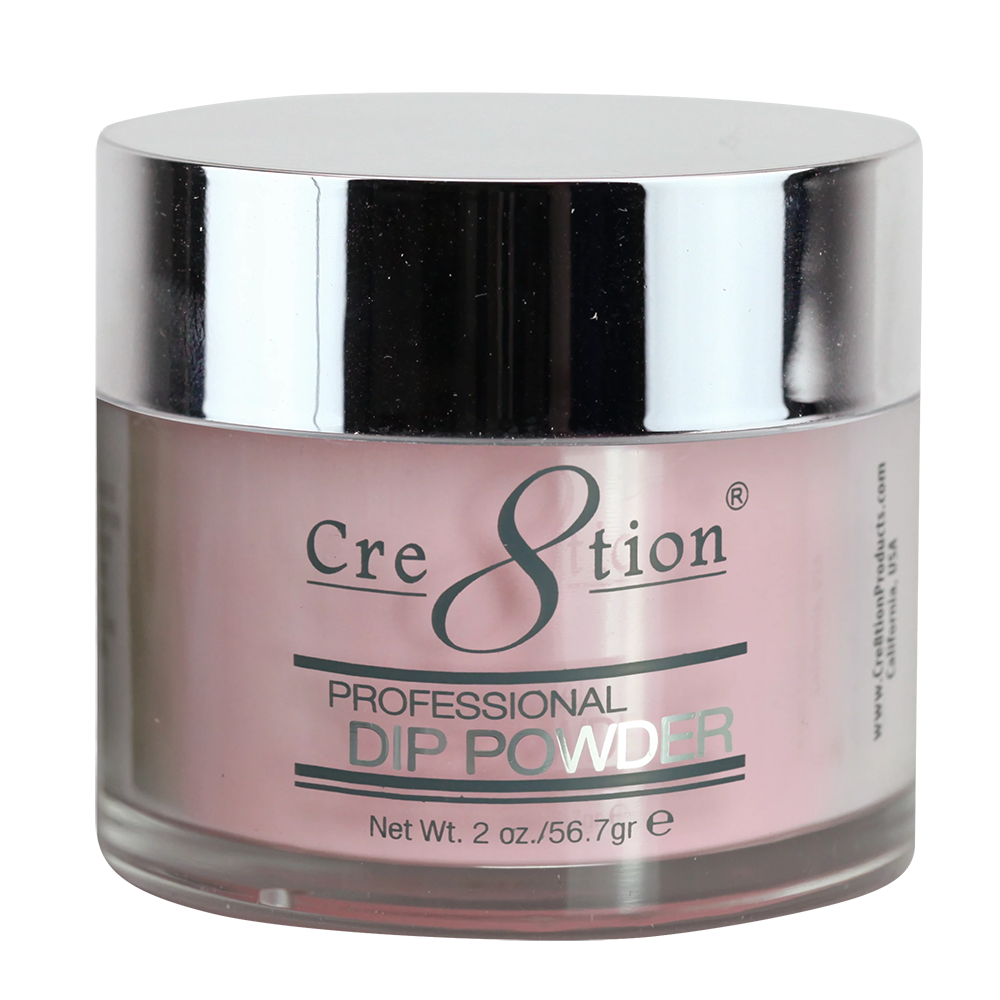 Cre8tion®
PROFESSIONAL
DIP POWDER
Net Wt. 2 oz./56.7gr ℮
www.Cre8tionProducts.com
California, USA